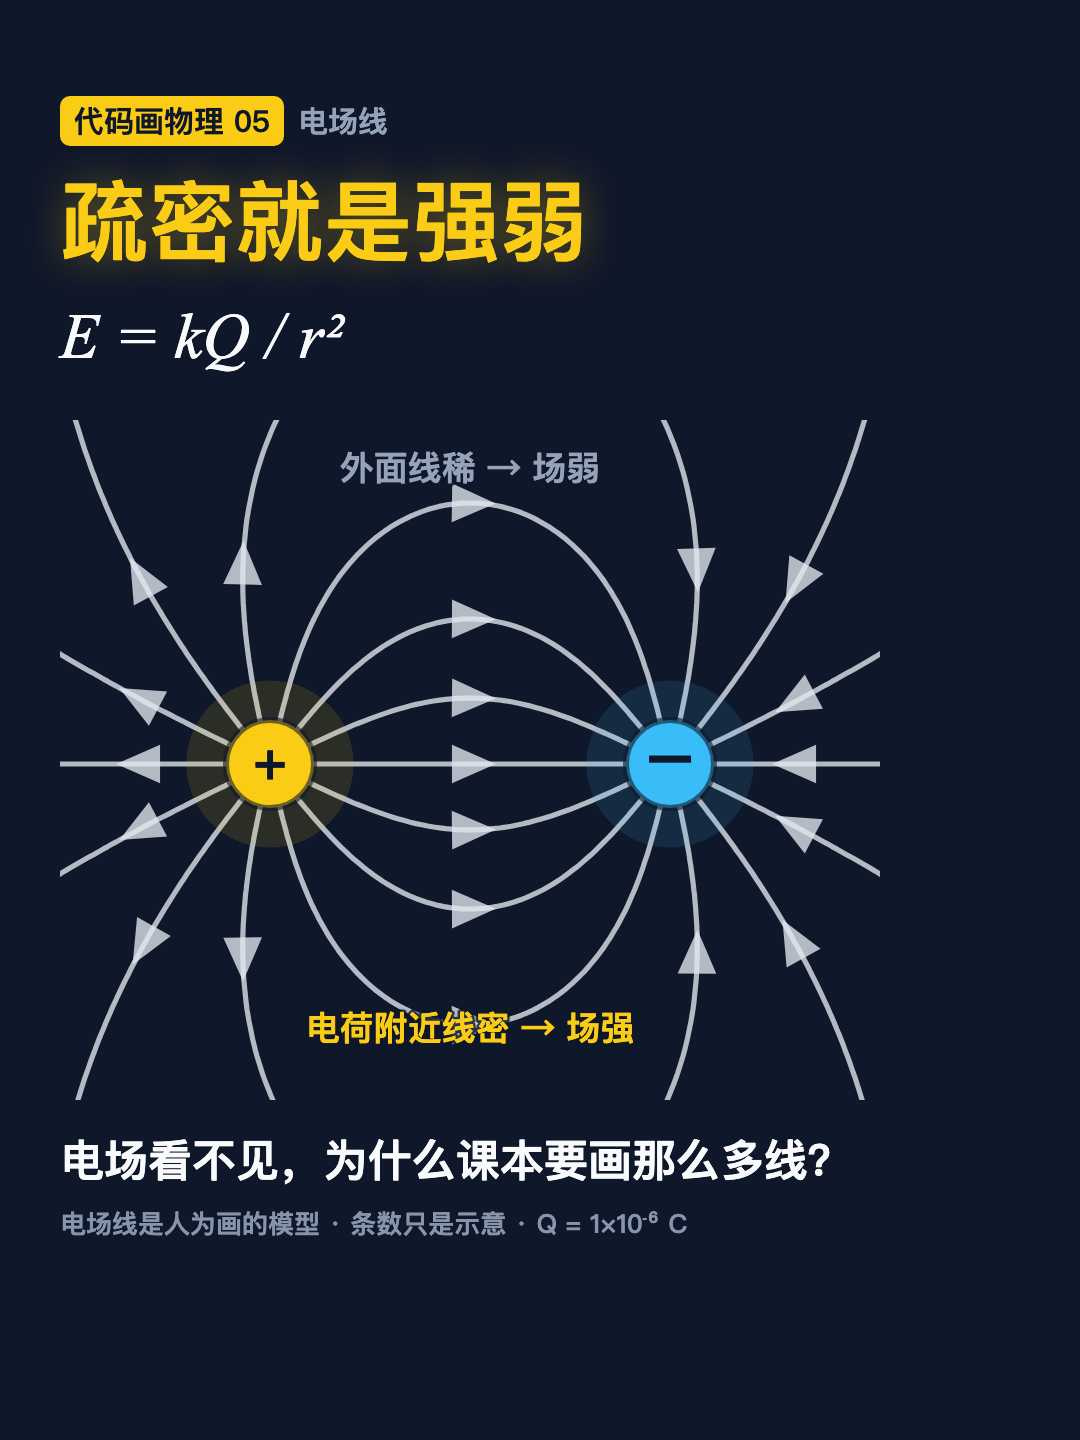 代码画物理 05 电场线
疏密就是强弱
E = kQ / r²
外面线稀 → 场弱
+ −
电荷附近线密 → 场强
电场看不见，为什么课本要画那么多线？
电场线是人为画的模型 · 条数只是示意 · Q = 1×10⁻⁶ C